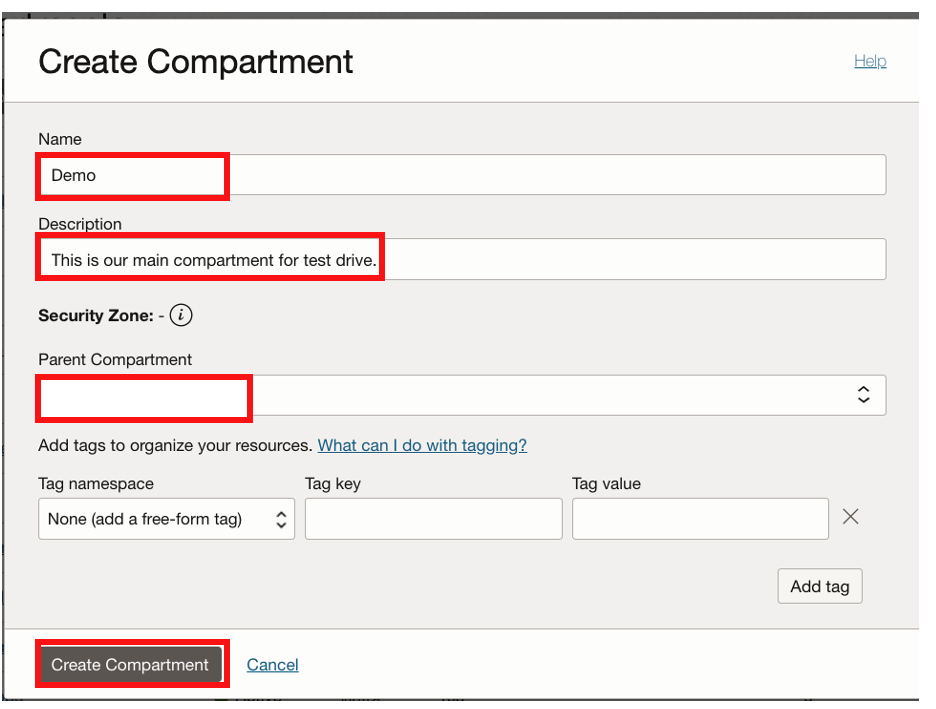 Create Compartment
Help
Name
Demo
Description
This is our main compartment for test drive.
Security Zone: - i
Parent Compartment
Add tags to organize your resources. What can I do with tagging?
Tag namespace Tag key Tag value
None (add a free-form tag)
Add tag
Create Compartment Cancel